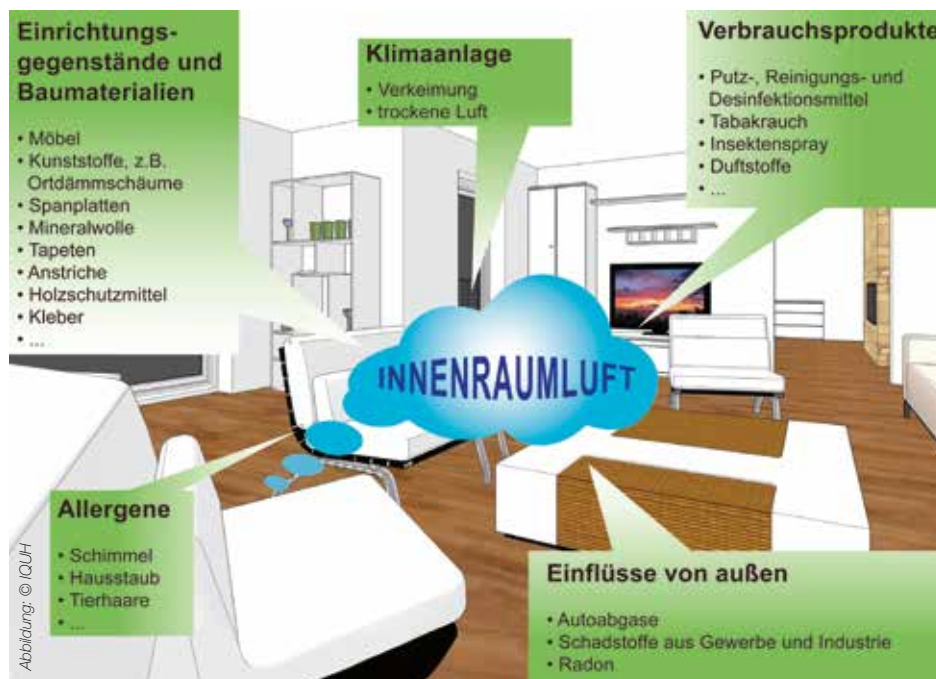 Einrichtungs-
gegenstände und
Baumaterialien
• Möbel
• Kunststoffe, z.B.
Ortdämmschäume
• Spanplatten
• Mineralwolle
• Tapeten
• Anstriche
• Holzschutzmittel
• Kleber
• ...
Klimaanlage
• Verkeimung
• trockene Luft
Verbrauchsprodukte
• Putz-, Reinigungs- und
Desinfektionsmittel
• Tabakrauch
• Insektenspray
• Duftstoffe
• ...
INNENRAUMLUFT
Allergene
• Schimmel
• Hausstaub
• Tierhaare
• ...
Einflüsse von außen
• Autoabgase
• Schadstoffe aus Gewerbe und Industrie
• Radon
Abbildung: © IQUH